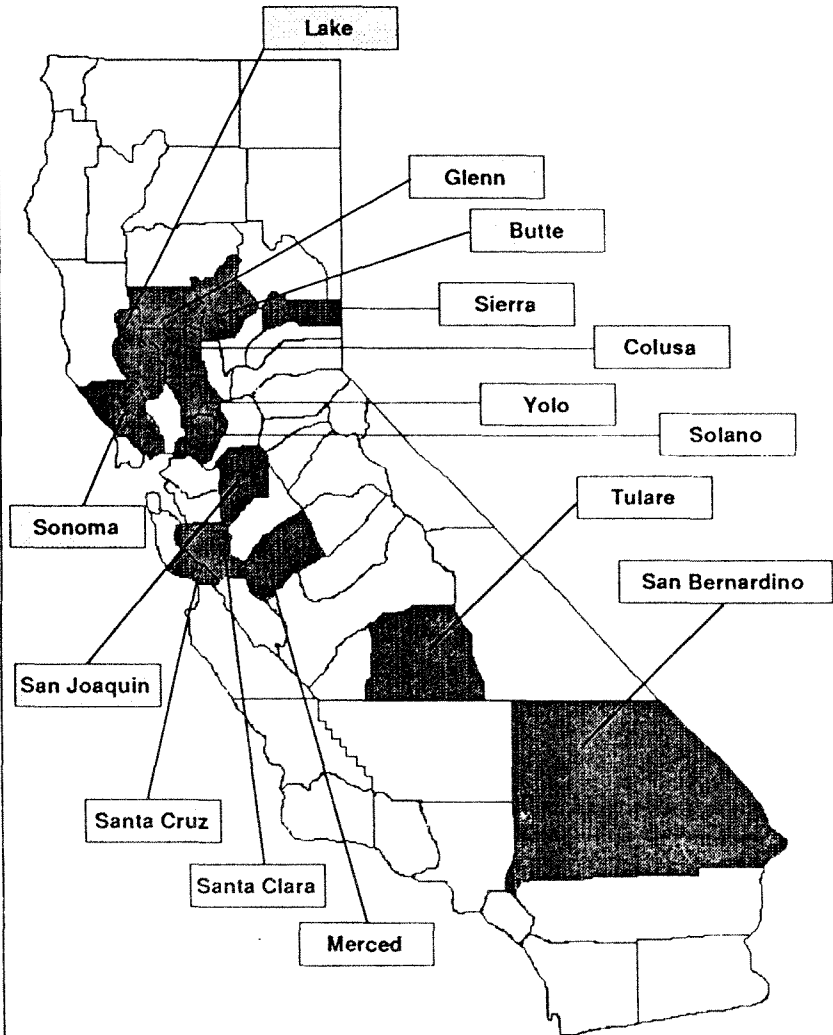 Lake
Glenn
Butte
Sierra
Colusa
Yolo
Solano
Tulare
Sonoma
San Bernardino
San Joaquin
Santa Cruz
Santa Clara
Merced